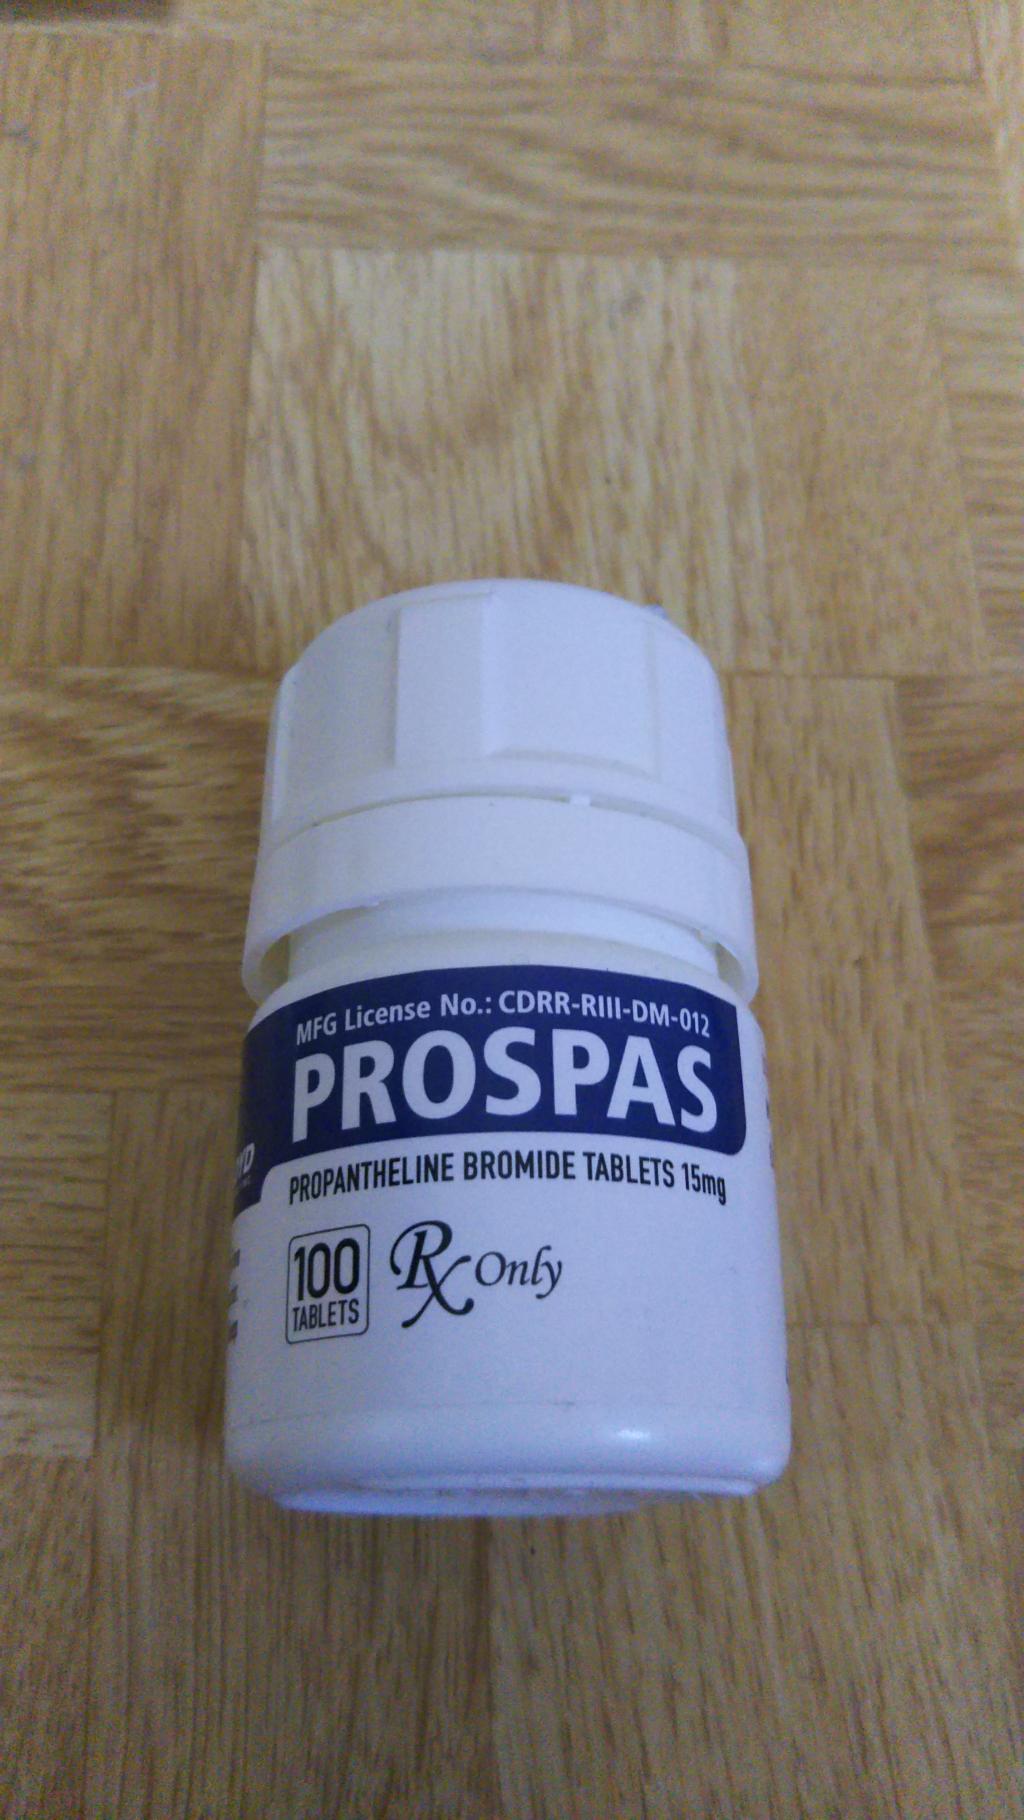 MFG License No.: CDRR-RIII-DM-012
PROSPAS
PROPANTHELINE BROMIDE TABLETS 15mg
100
TABLETS
Rx Only